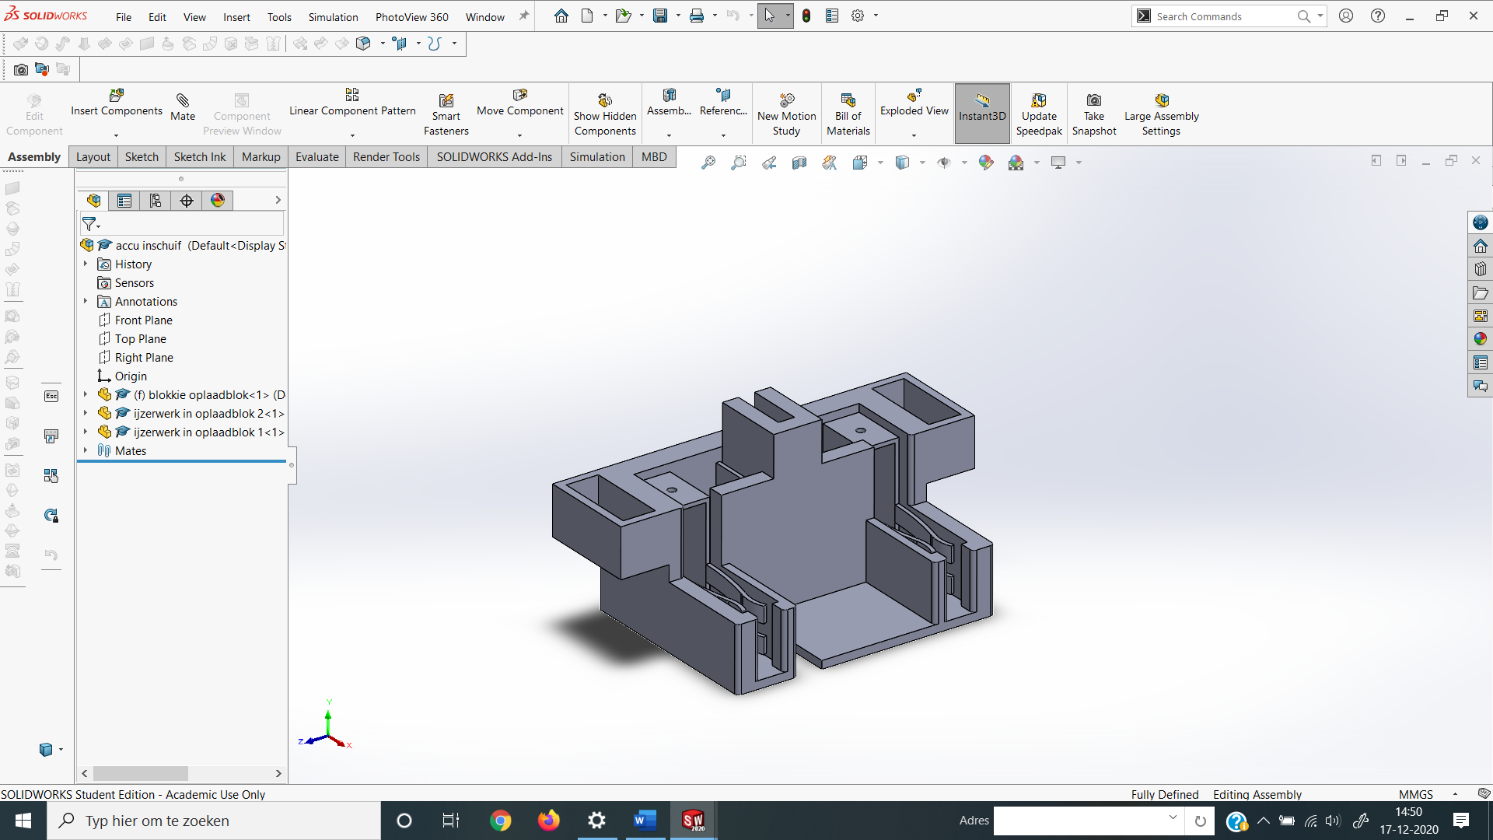 SOLIDWORKS File Edit View Insert Tools Simulation PhotoView 360 Window Search Commands
Edit Component
Insert Components
Mate
Component Preview Window
Linear Component Pattern
Smart Fasteners
Move Component
Show Hidden Components
Assemb...
Referenc...
New Motion Study
Bill of Materials
Exploded View
Instant3D
Update Speedpak
Take Snapshot
Large Assembly Settings
Assembly Layout Sketch Sketch Ink Markup Evaluate Render Tools SOLIDWORKS Add-Ins Simulation MBD
accu inschuif (Default<Display S
History
Sensors
A Annotations
Front Plane
Top Plane
Right Plane
Origin
(f) blokkie oplaadblok<1> (D
Esc
ijzerwerk in oplaadblok 2<1>
ijzerwerk in oplaadblok 1<1>
Mates
Y
Z
X
SOLIDWORKS Student Edition - Academic Use Only Fully Defined Editing Assembly MMGS
Typ hier om te zoeken W SW 2020 Adres 14:50
17-12-2020